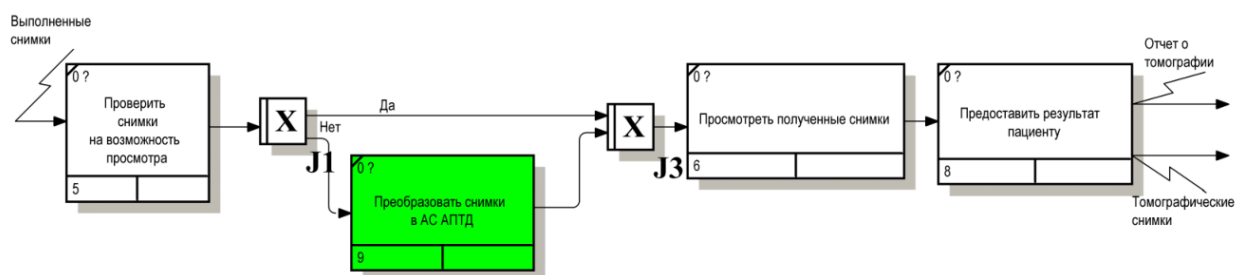 Выполненные
снимки
0 ?
Проверить
снимки
на возможность
просмотра
5
X
J1
Да
Нет
0 ?
Преобразовать снимки
в АС АПТД
9
X
J3
0 ?
Просмотреть полученные снимки
6
0 ?
Предоставить результат
пациенту
8
Отчет о
томографии
Томографические
снимки